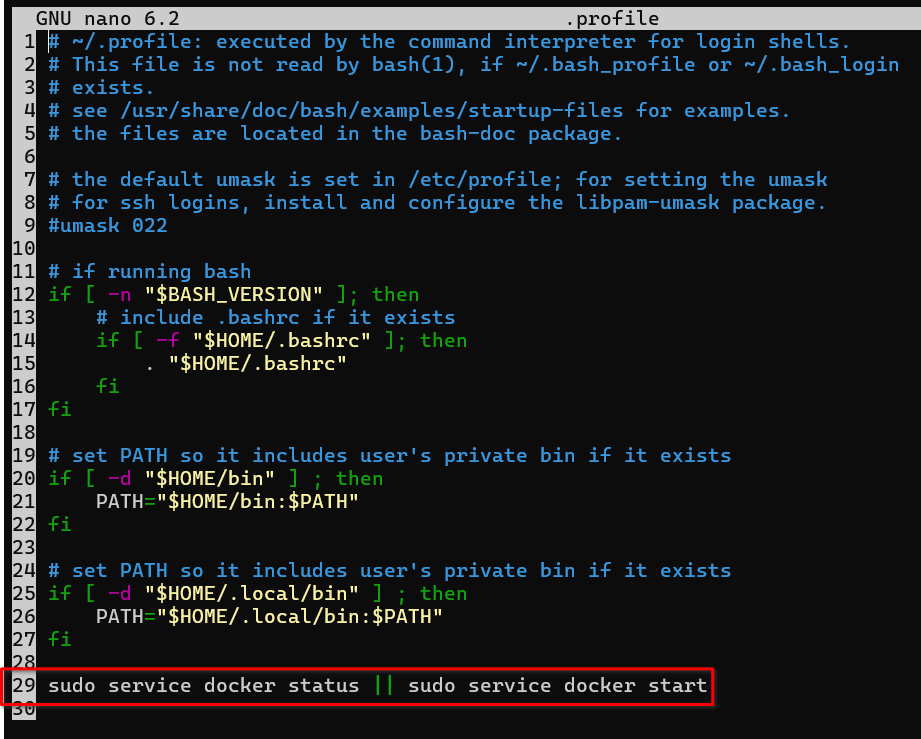 GNU nano 6.2 .profile
1 # ~/.profile: executed by the command interpreter for login shells.
2 # This file is not read by bash(1), if ~/.bash_profile or ~/.bash_login
3 # exists.
4 # see /usr/share/doc/bash/examples/startup-files for examples.
5 # the files are located in the bash-doc package.
6
7 # the default umask is set in /etc/profile; for setting the umask
8 # for ssh logins, install and configure the libpam-umask package.
9 #umask 022
10
11 # if running bash
12 if [ -n "$BASH_VERSION" ]; then
13     # include .bashrc if it exists
14     if [ -f "$HOME/.bashrc" ]; then
15         . "$HOME/.bashrc"
16     fi
17 fi
18
19 # set PATH so it includes user's private bin if it exists
20 if [ -d "$HOME/bin" ] ; then
21     PATH="$HOME/bin:$PATH"
22 fi
23
24 # set PATH so it includes user's private bin if it exists
25 if [ -d "$HOME/.local/bin" ] ; then
26     PATH="$HOME/.local/bin:$PATH"
27 fi
28
29 sudo service docker status || sudo service docker start
30